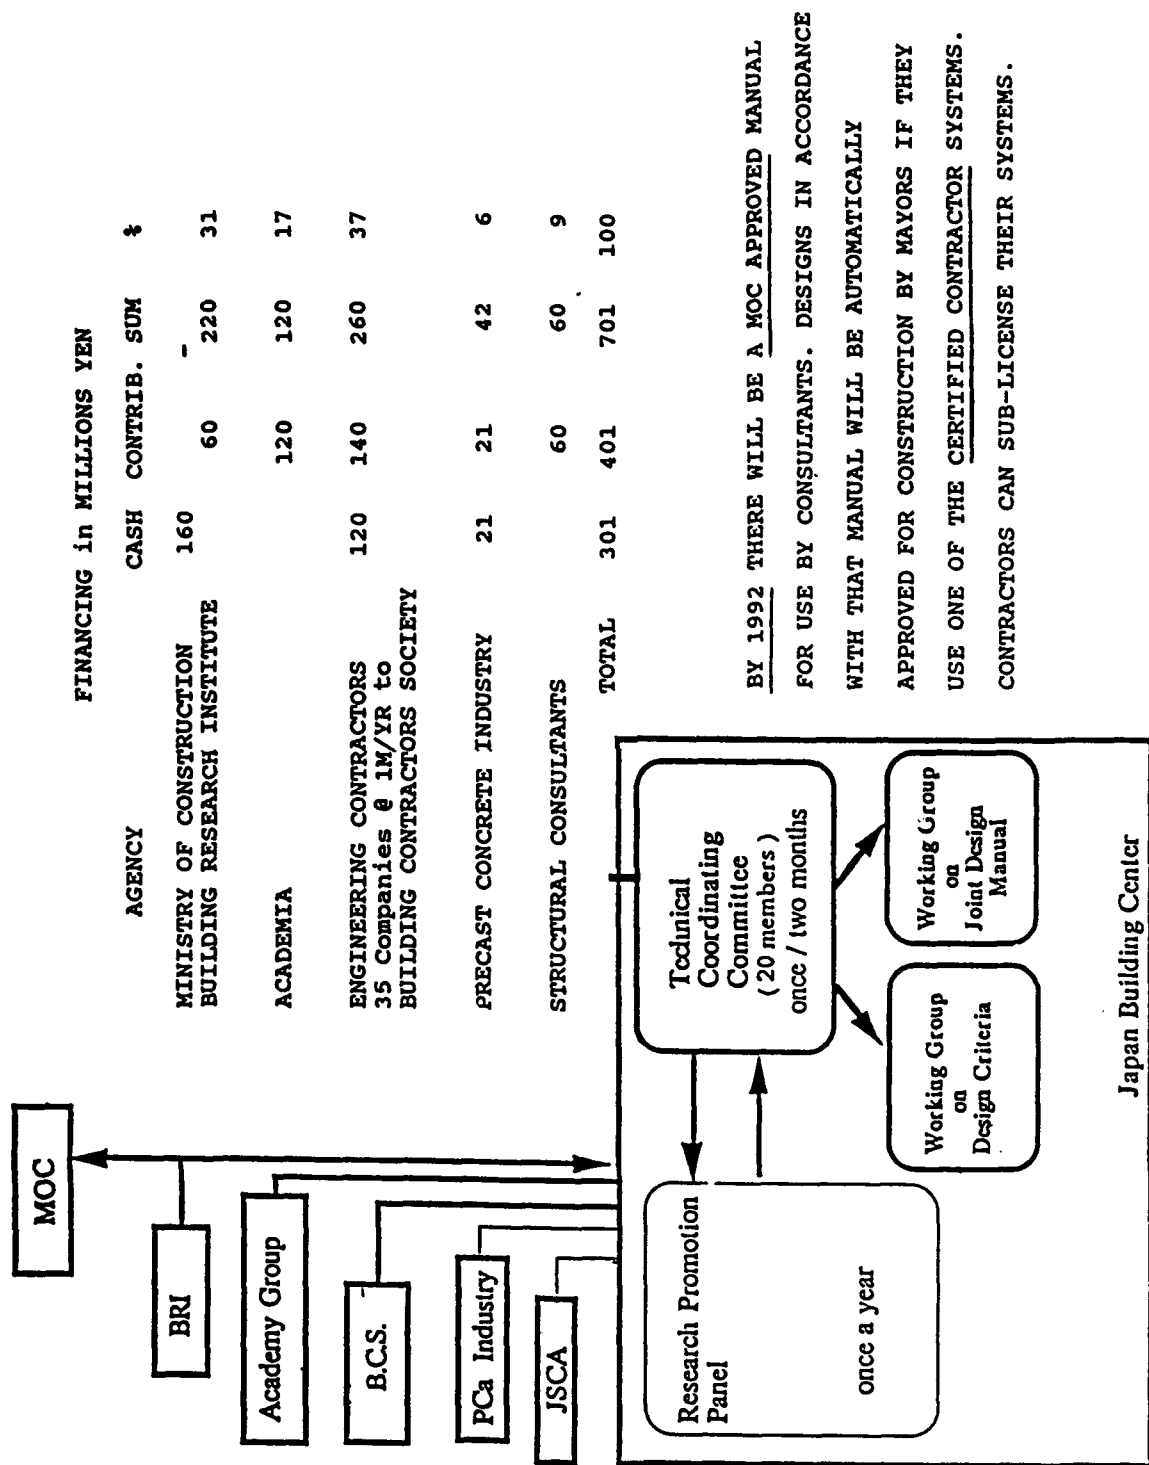 MOC
BRI
Academy Group
B.C.S.
PCa Industry
JSCA
Research Promotion
Panel
once a year
Technical
Coordinating
Committee
( 20 members )
once / two months
Working Group
on
Design Criteria
Working Group
on
Joint Design
Manual
Japan Building Center
FINANCING in MILLIONS YEN
AGENCY CASH CONTRIB. SUM %
MINISTRY OF CONSTRUCTION 160 -
BUILDING RESEARCH INSTITUTE 60 220 31
ACADEMIA 120 120 17
ENGINEERING CONTRACTORS 120 140 260 37
35 Companies @ 1M/YR to
BUILDING CONTRACTORS SOCIETY
PRECAST CONCRETE INDUSTRY 21 21 42 6
STRUCTURAL CONSULTANTS 60 60 9
TOTAL 301 401 701 100
BY 1992 THERE WILL BE A MOC APPROVED MANUAL
FOR USE BY CONSULTANTS. DESIGNS IN ACCORDANCE
WITH THAT MANUAL WILL BE AUTOMATICALLY
APPROVED FOR CONSTRUCTION BY MAYORS IF THEY
USE ONE OF THE CERTIFIED CONTRACTOR SYSTEMS.
CONTRACTORS CAN SUB-LICENSE THEIR SYSTEMS.